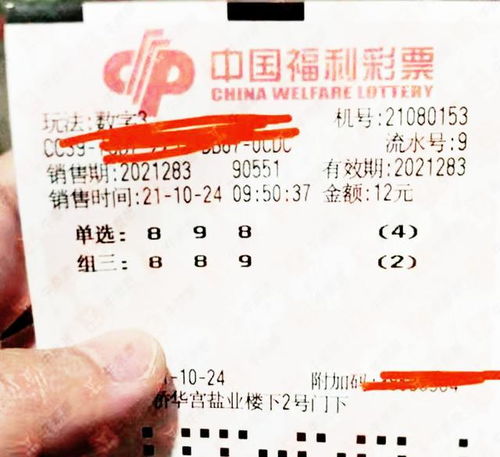 中国福利彩票
CHINA WELFARE LOTTERY
玩法:数字3 机号:21080153
流水号:9
销售期:2021283 90551 有效期:2021283
销售时间:21-10-24 09:50:37 金额:12元
单选: 8 9 8 (4)
组三: 8 8 9 (2)
-10-24 附加码:
侨华宫盐业楼下2号门下